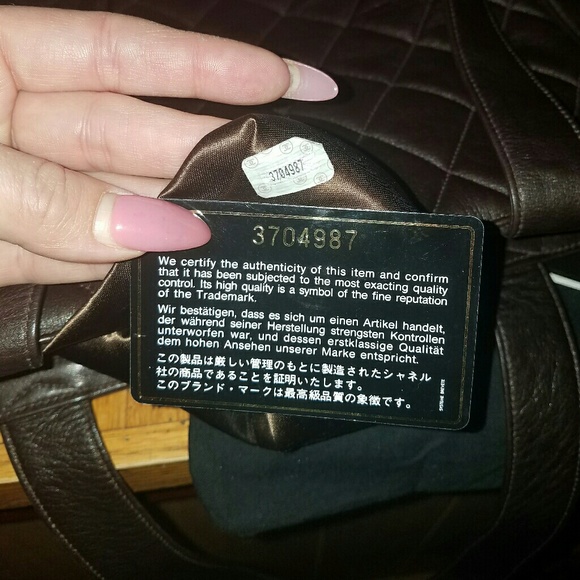 3704987
3704987
We certify the authenticity of this item and confirm
that it has been subjected to the most exacting quality
control. Its high quality is a symbol of the fine reputation
of the Trademark.
Wir bestätigen, dass es sich um einen Artikel handelt,
der während seiner Herstellung strengsten Kontrollen
unterworfen war, und dessen erstklassige Qualität
dem hohen Ansehen unserer Marke entspricht.
この製品は厳しい管理のもとに製造されたシャネル
社の商品であることを証明いたします。
このブランド・マークは最高級品質の象徴です。